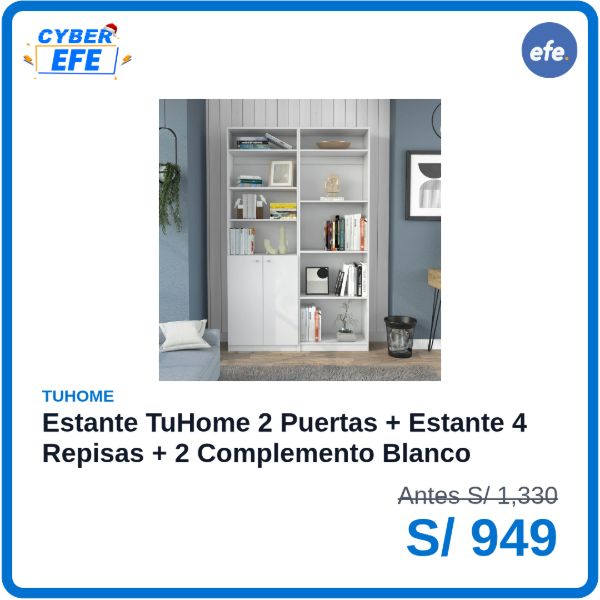 CYBER
EFE
efe.
TUHOME
Estante TuHome 2 Puertas + Estante 4
Repisas + 2 Complemento Blanco
Antes S/ 1,330
S/ 949